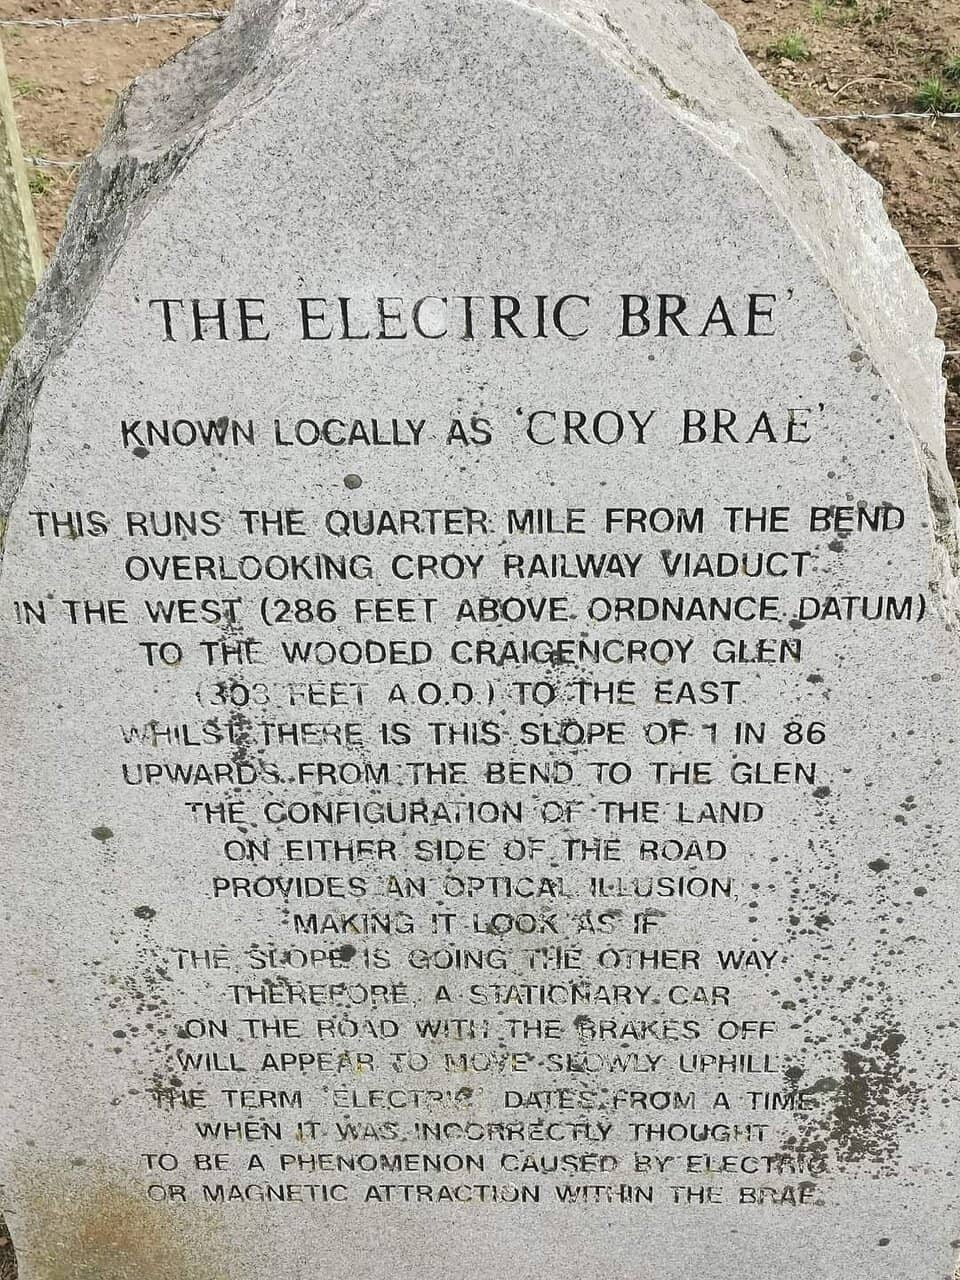 'THE ELECTRIC BRAE'
KNOWN LOCALLY AS 'CROY BRAE'
THIS RUNS THE QUARTER MILE FROM THE BEND
OVERLOOKING CROY RAILWAY VIADUCT
IN THE WEST (286 FEET ABOVE ORDNANCE DATUM)
TO THE WOODED CRAIGENCROY GLEN
(303 FEET A.O.D.) TO THE EAST
WHILST THERE IS THIS SLOPE OF 1 IN 86
UPWARDS FROM THE BEND TO THE GLEN
THE CONFIGURATION OF THE LAND
ON EITHER SIDE OF THE ROAD
PROVIDES AN OPTICAL ILLUSION,
MAKING IT LOOK AS IF
THE SLOPE IS GOING THE OTHER WAY
THEREFORE, A STATIONARY CAR
ON THE ROAD WITH THE BRAKES OFF
WILL APPEAR TO MOVE SLOWLY UPHILL
THE TERM 'ELECTRIC' DATES FROM A TIME
WHEN IT WAS INCORRECTLY THOUGHT
TO BE A PHENOMENON CAUSED BY ELECTRIC
OR MAGNETIC ATTRACTION WITHIN THE BRAE.